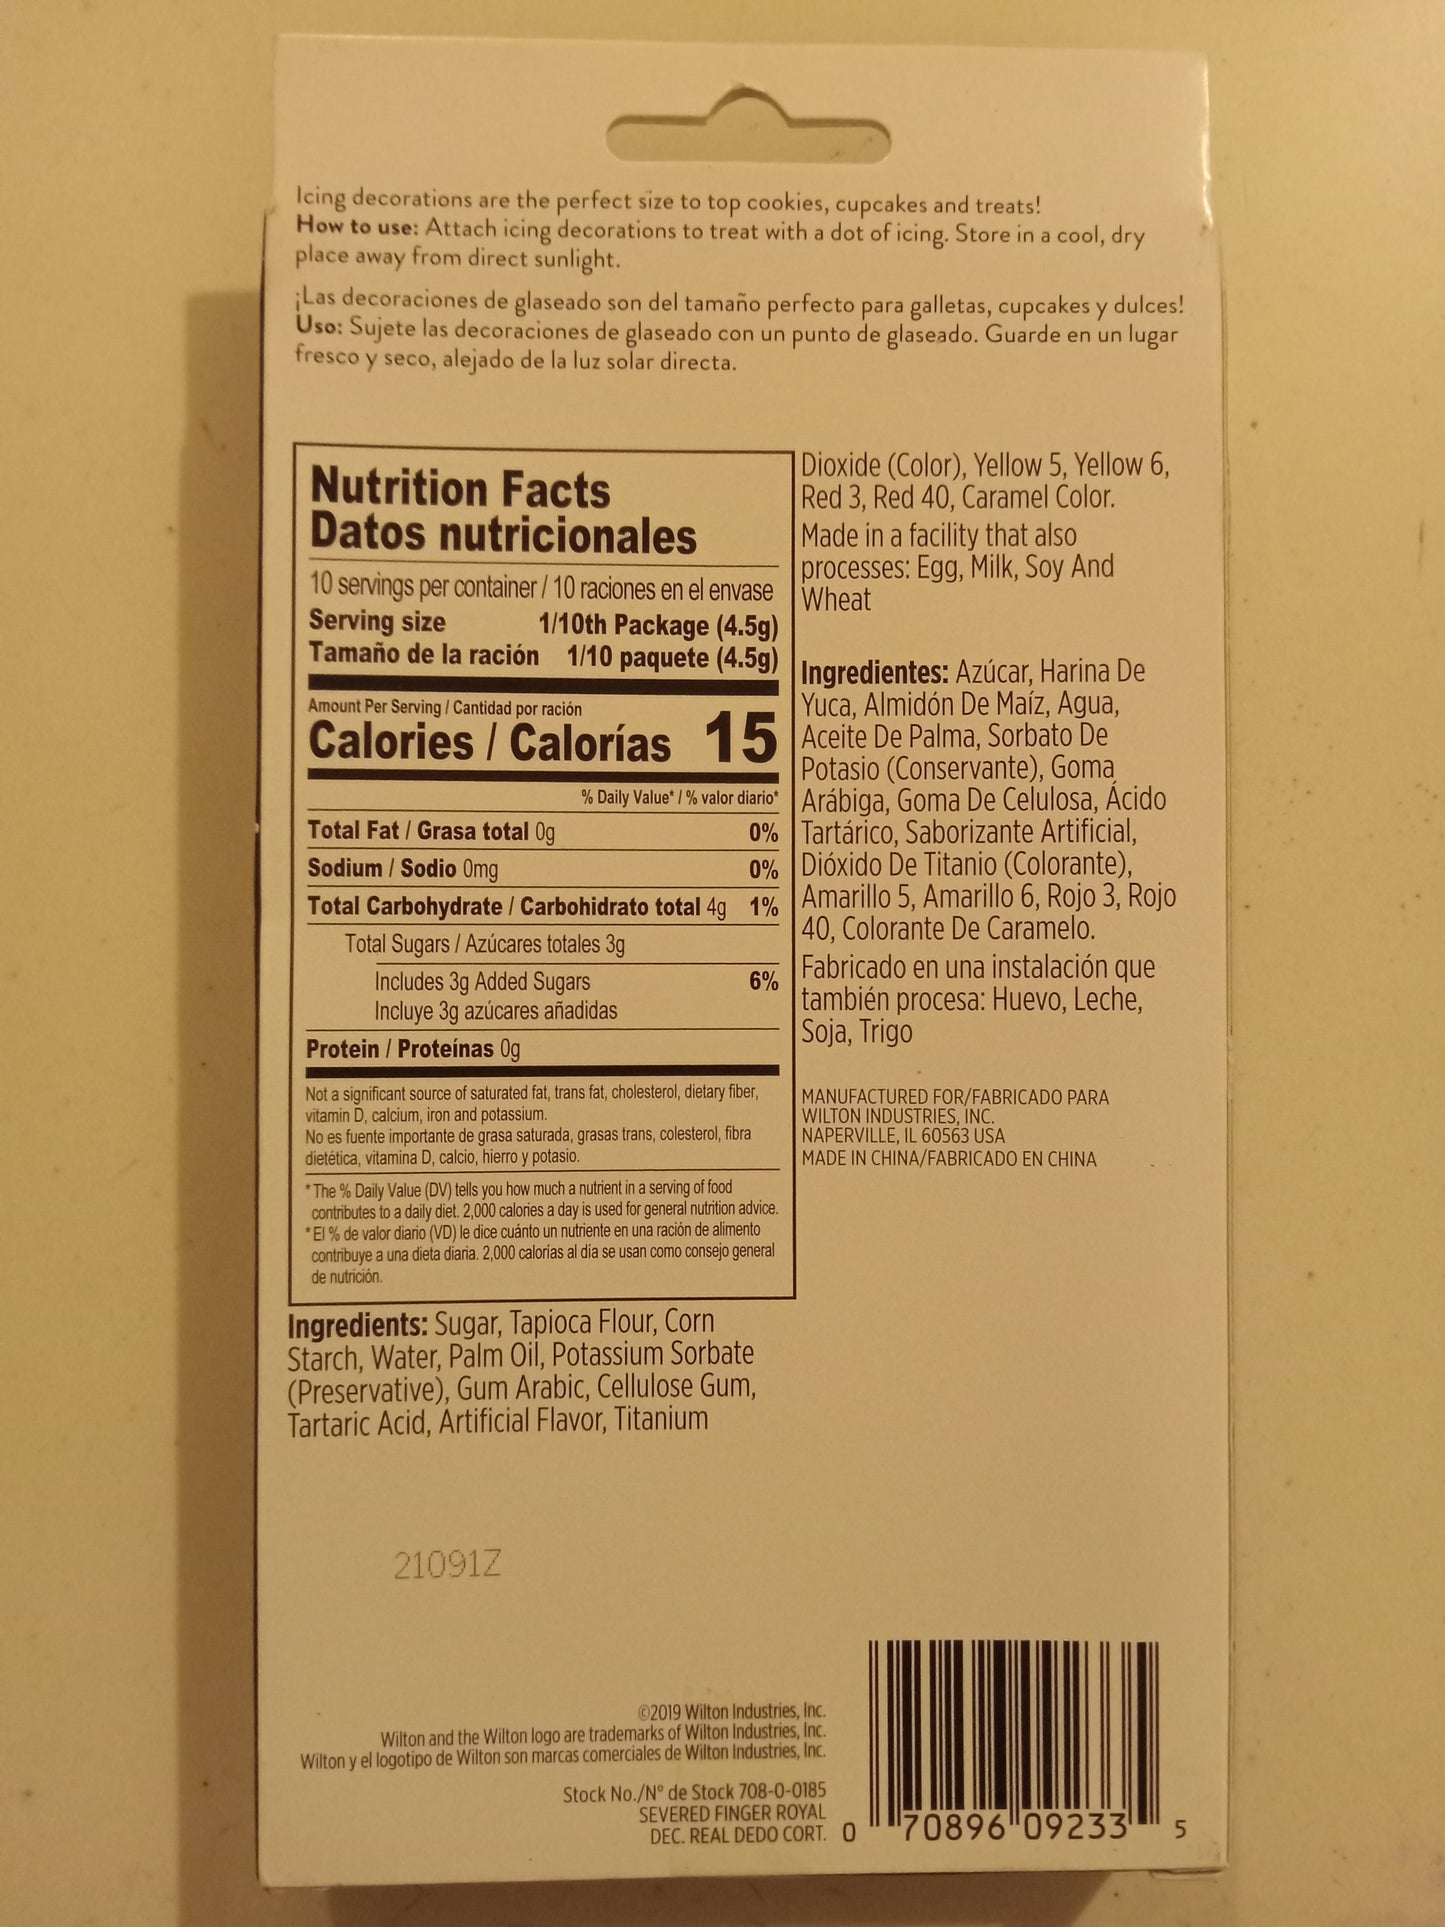 Icing decorations are the perfect size to top cookies, cupcakes and treats!
How to use: Attach icing decorations to treat with a dot of icing. Store in a cool, dry
place away from direct sunlight.
¡Las decoraciones de glaseado son del tamaño perfecto para galletas, cupcakes y dulces!
Uso: Sujete las decoraciones de glaseado con un punto de glaseado. Guarde en un lugar
fresco y seco, alejado de la luz solar directa.
Nutrition Facts
Datos nutricionales
10 servings per container / 10 raciones en el envase
Serving size 1/10th Package (4.5g)
Tamaño de la ración 1/10 paquete (4.5g)
Amount Per Serving / Cantidad por ración
Calories / Calorías 15
% Daily Value* / % valor diario*
Total Fat / Grasa total 0g 0%
Sodium / Sodio 0mg 0%
Total Carbohydrate / Carbohidrato total 4g 1%
Total Sugars / Azúcares totales 3g
Includes 3g Added Sugars 6%
Incluye 3g azúcares añadidas
Protein / Proteínas 0g
Not a significant source of saturated fat, trans fat, cholesterol, dietary fiber,
vitamin D, calcium, iron and potassium.
No es fuente importante de grasa saturada, grasas trans, colesterol, fibra
dietética, vitamina D, calcio, hierro y potasio.
*The % Daily Value (DV) tells you how much a nutrient in a serving of food
contributes to a daily diet. 2,000 calories a day is used for general nutrition advice.
*El % de valor diario (VD) le dice cuánto un nutriente en una ración de alimento
contribuye a una dieta diaria. 2,000 calorías al día se usan como consejo general
de nutrición.
Ingredients: Sugar, Tapioca Flour, Corn
Starch, Water, Palm Oil, Potassium Sorbate
(Preservative), Gum Arabic, Cellulose Gum,
Tartaric Acid, Artificial Flavor, Titanium
Dioxide (Color), Yellow 5, Yellow 6,
Red 3, Red 40, Caramel Color.
Made in a facility that also
processes: Egg, Milk, Soy And
Wheat
Ingredientes: Azúcar, Harina De
Yuca, Almidón De Maíz, Agua,
Aceite De Palma, Sorbato De
Potasio (Conservante), Goma
Arábiga, Goma De Celulosa, Ácido
Tartárico, Saborizante Artificial,
Dióxido De Titanio (Colorante),
Amarillo 5, Amarillo 6, Rojo 3, Rojo
40, Colorante De Caramelo.
Fabricado en una instalación que
también procesa: Huevo, Leche,
Soja, Trigo
MANUFACTURED FOR/FABRICADO PARA
WILTON INDUSTRIES, INC.
NAPERVILLE, IL 60563 USA
MADE IN CHINA/FABRICADO EN CHINA
21091Z
©2019 Wilton Industries, Inc.
Wilton and the Wilton logo are trademarks of Wilton Industries, Inc.
Wilton y el logotipo de Wilton son marcas comerciales de Wilton Industries, Inc.
Stock No./Nº de Stock 708-0-0185
SEVERED FINGER ROYAL
DEC. REAL DEDO CORT.
0 70896 09233 5